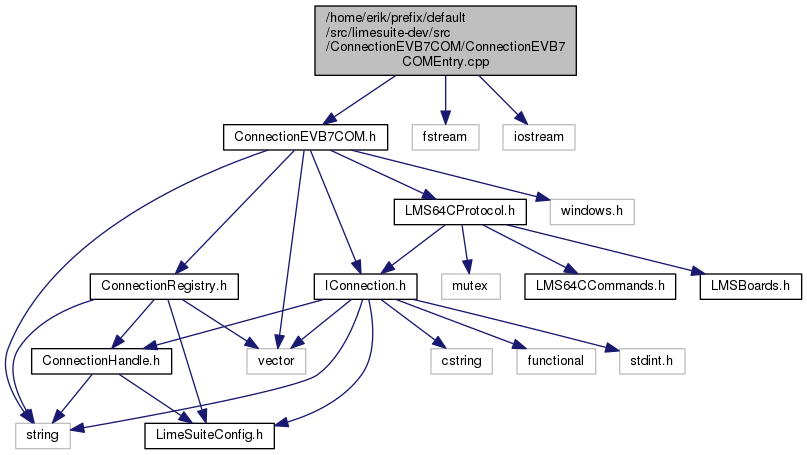 /home/erik/prefix/default
/src/limesuite-dev/src
/ConnectionEVB7COM/ConnectionEVB7
COMEntry.cpp
ConnectionEVB7COM.h
fstream
iostream
LMS64CProtocol.h
windows.h
ConnectionRegistry.h
IConnection.h
mutex
LMS64CCommands.h
LMSBoards.h
ConnectionHandle.h
vector
cstring
functional
stdint.h
string
LimeSuiteConfig.h